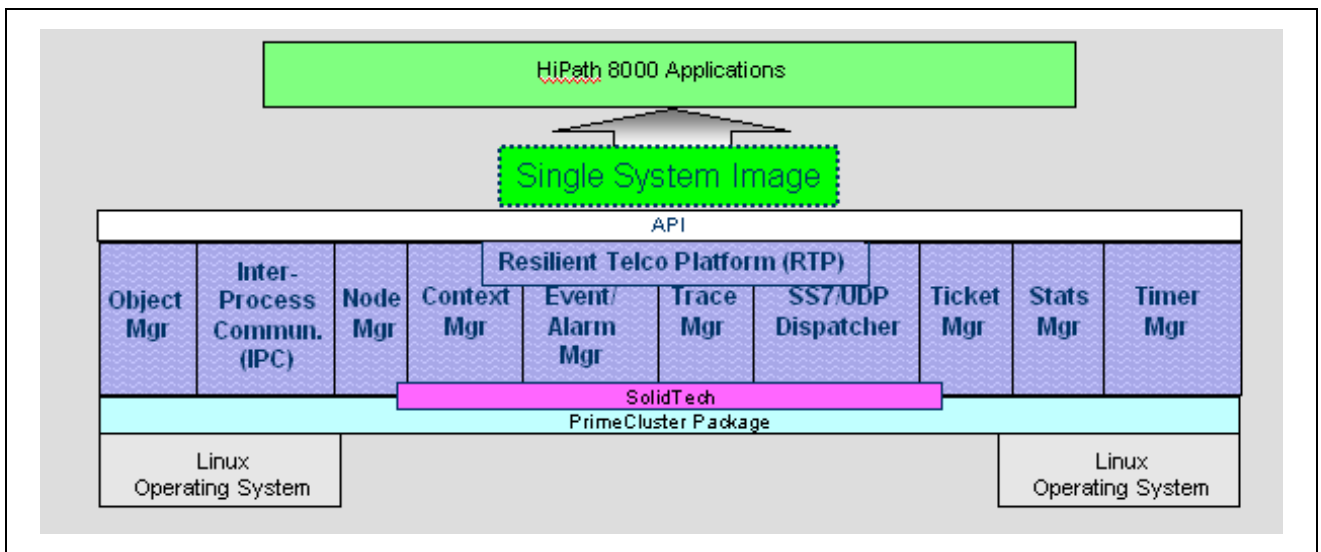 HiPath 8000 Applications
Single System Image
API
Resilient Telco Platform (RTP)
Object
Mgr
Inter-
Process
Commun.
(IPC)
Node
Mgr
Context
Mgr
Event/
Alarm
Mgr
Trace
Mgr
SS7/UDP
Dispatcher
Ticket
Mgr
Stats
Mgr
Timer
Mgr
SolidTech
PrimeCluster Package
Linux
Operating System
Linux
Operating System